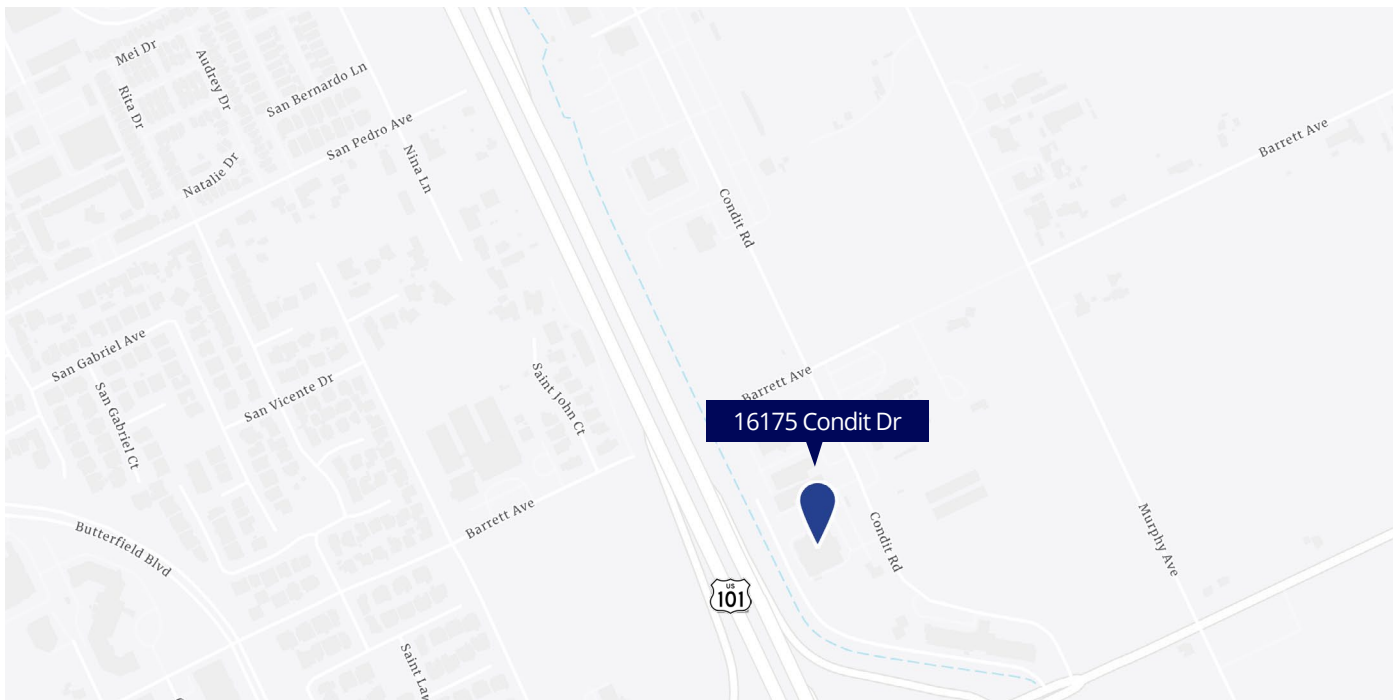 Mei Dr
Audrey Dr
San Bernardo Ln
Rita Dr
San Pedro Ave
Natalie Dr
Nina Ln
Barrett Ave
Condit Rd
San Gabriel Ave
San Gabriel Ct
San Vicente Dr
Saint John Ct
Barrett Ave
16175 Condit Dr
Barrett Ave
Butterfield Blvd
Condit Rd
Murphy Ave
US
101
Saint